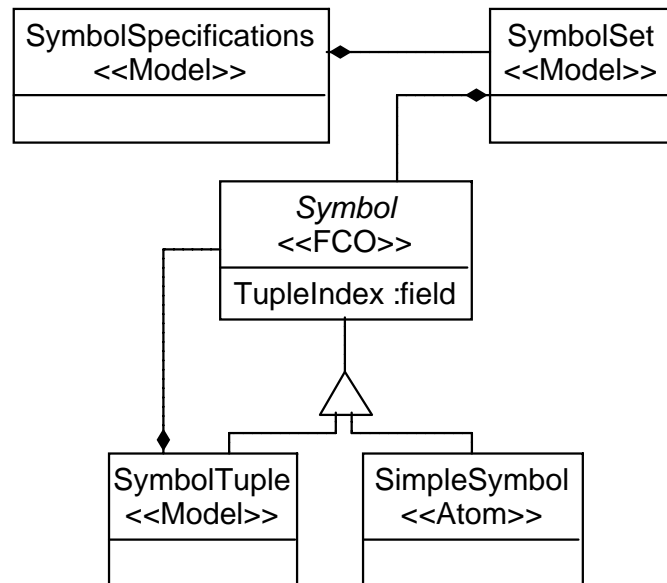 SymbolSpecifications
<<Model>>
SymbolSet
<<Model>>
Symbol
<<FCO>>
TupleIndex :field
SymbolTuple
<<Model>>
SimpleSymbol
<<Atom>>